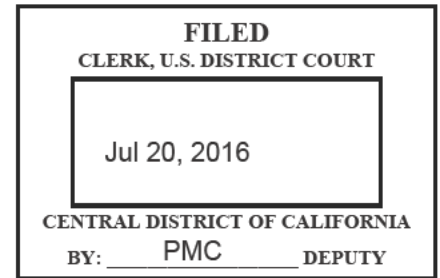 FILED
CLERK, U.S. DISTRICT COURT
Jul 20, 2016
CENTRAL DISTRICT OF CALIFORNIA
BY: PMC DEPUTY